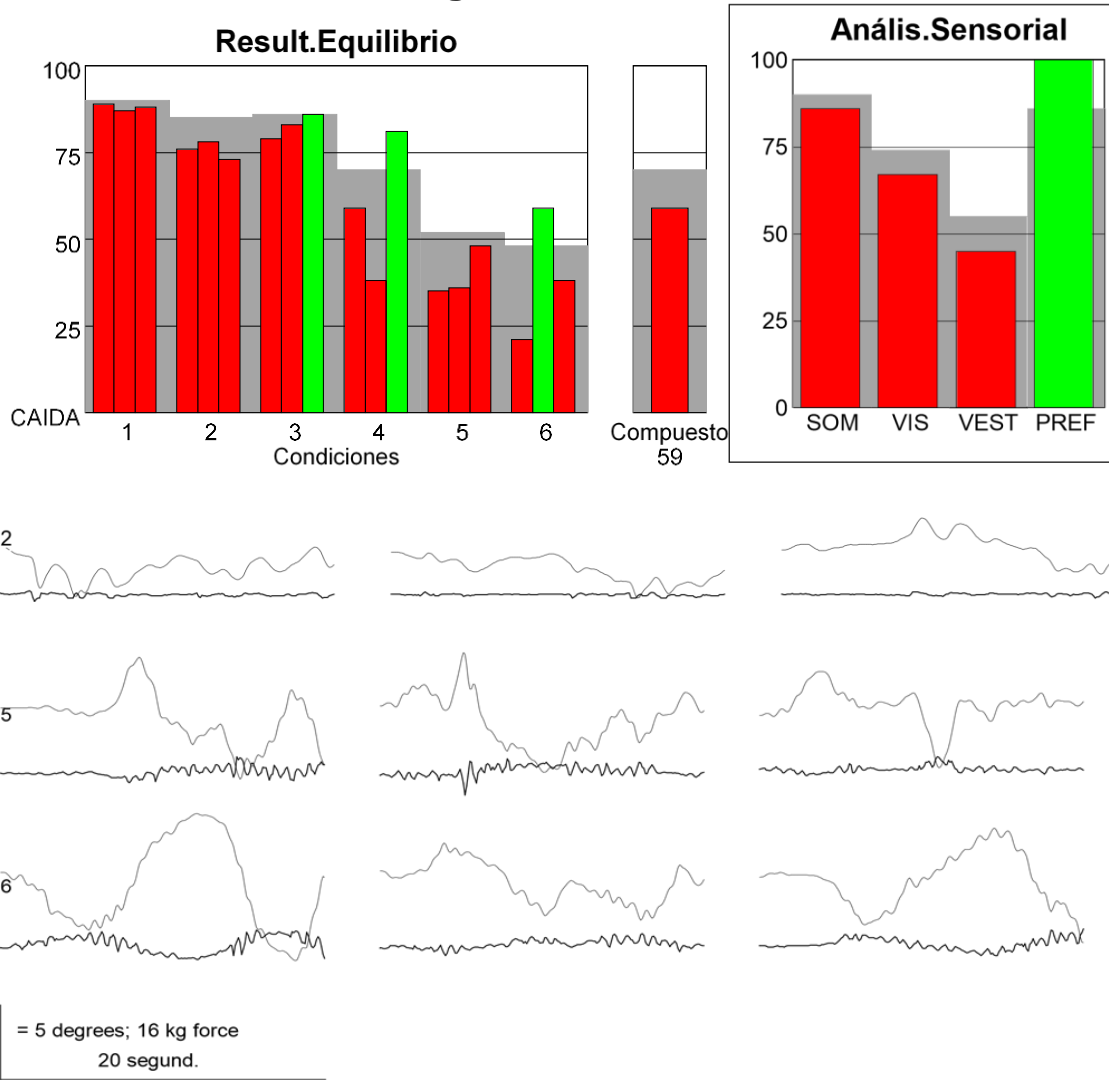 Result.Equilibrio
100
75
50
25
CAIDA
1 2 3 4 5 6
Condiciones
Compuesto
59
Anális.Sensorial
100
75
50
25
0
SOM VIS VEST PREF
2
5
6
= 5 degrees; 16 kg force
20 segund.